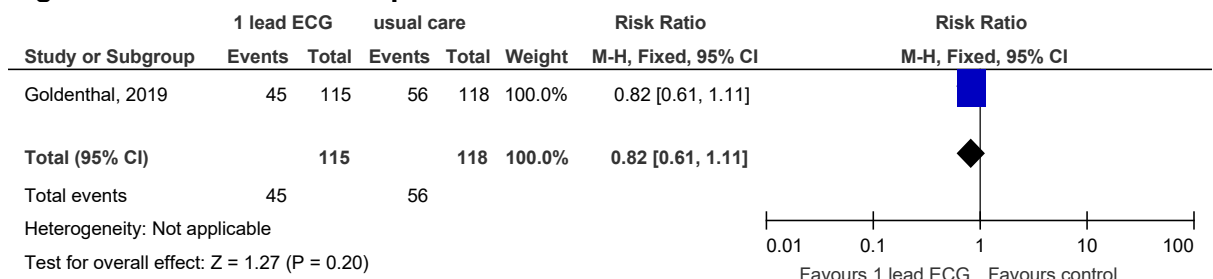 1 lead ECG usual care Risk Ratio Risk Ratio
Study or Subgroup Events Total Events Total Weight M-H, Fixed, 95% CI M-H, Fixed, 95% CI
Goldenthal, 2019 45 115 56 118 100.0% 0.82 [0.61, 1.11]
Total (95% CI) 115 118 100.0% 0.82 [0.61, 1.11]
Total events 45 56
Heterogeneity: Not applicable
Test for overall effect: Z = 1.27 (P = 0.20)
0.01 0.1 1 10 100
Favours 1 lead ECG Favours control